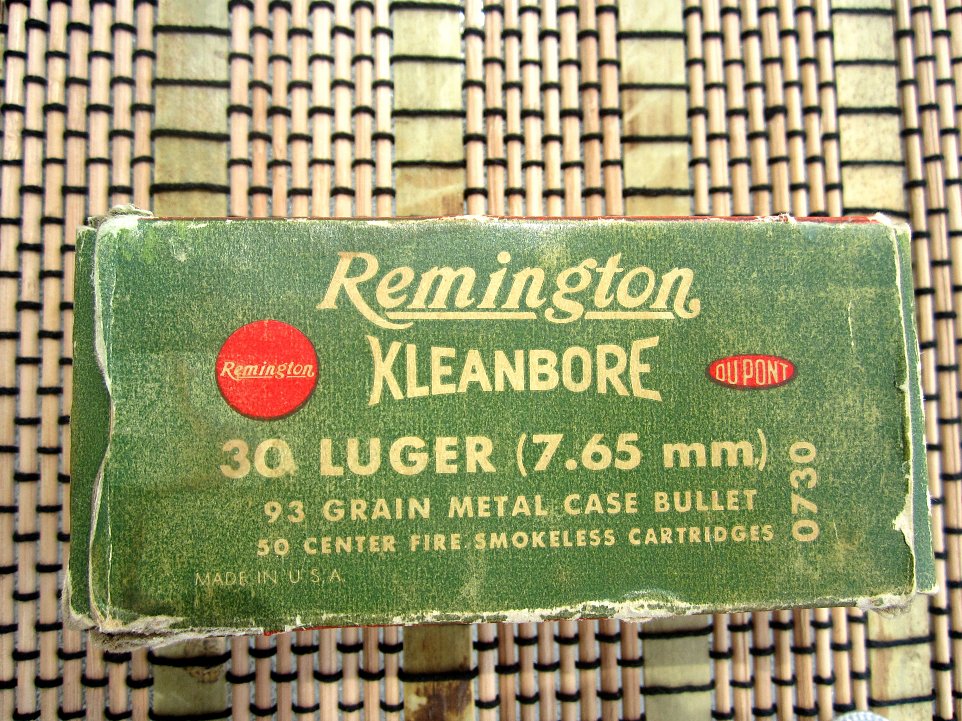 Remington
KLEANBORE
Remington
DU PONT
30 LUGER (7.65 mm)
93 GRAIN METAL CASE BULLET
50 CENTER FIRE SMOKELESS CARTRIDGES
0730
MADE IN U.S.A.